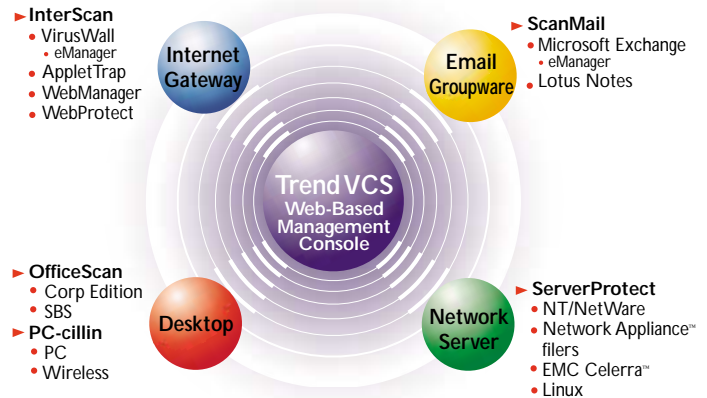 InterScan
VirusWall
eManager
AppletTrap
WebManager
WebProtect
Internet
Gateway
Email
Groupware
ScanMail
Microsoft Exchange
eManager
Lotus Notes
Trend VCS
Web-Based
Management
Console
OfficeScan
Corp Edition
SBS
PC-cillin
PC
Wireless
Desktop
Network
Server
ServerProtect
NT/NetWare
Network Appliance™
filers
EMC Celerra™
Linux